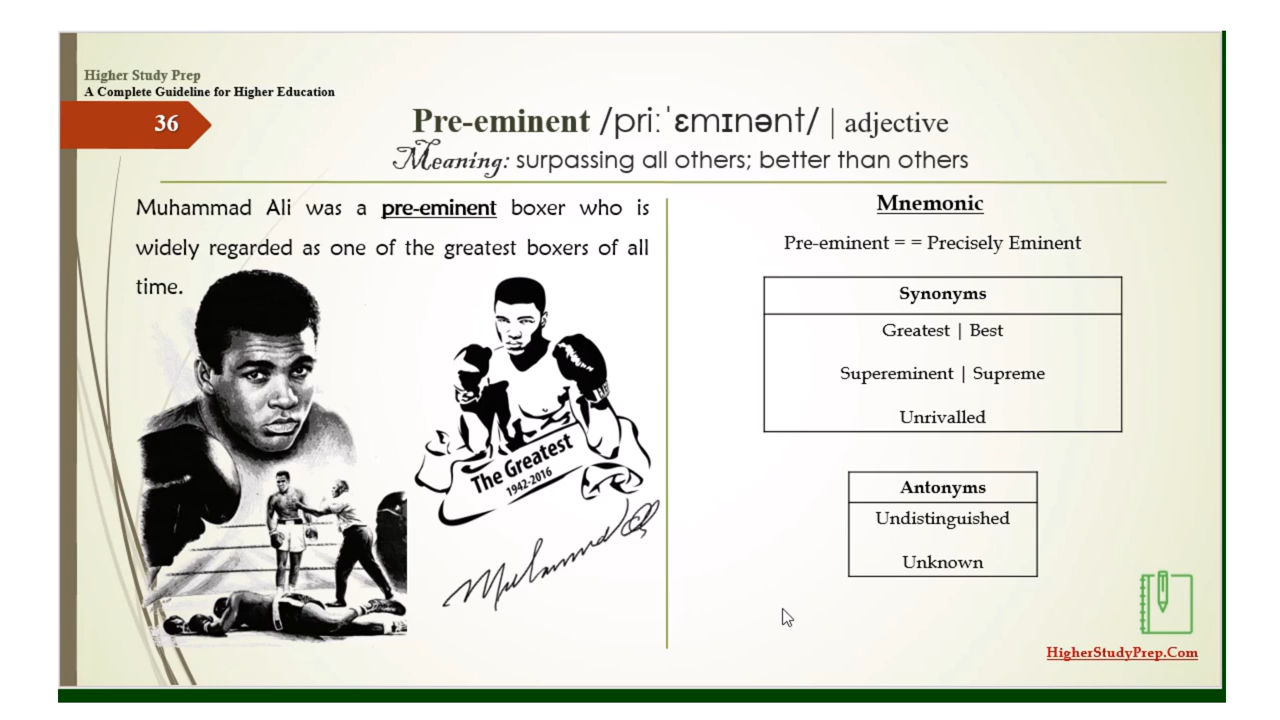 Higher Study Prep
A Complete Guideline for Higher Education
36
Pre-eminent /priːˈɛmɪnənt/ | adjective
Meaning: surpassing all others; better than others
Muhammad Ali was a pre-eminent boxer who is
widely regarded as one of the greatest boxers of all
time.
The Greatest
1942-2016
Muhammad Ali
Mnemonic
Pre-eminent = = Precisely Eminent
Synonyms
Greatest | Best
Supereminent | Supreme
Unrivalled
Antonyms
Undistinguished
Unknown
HigherStudyPrep.Com